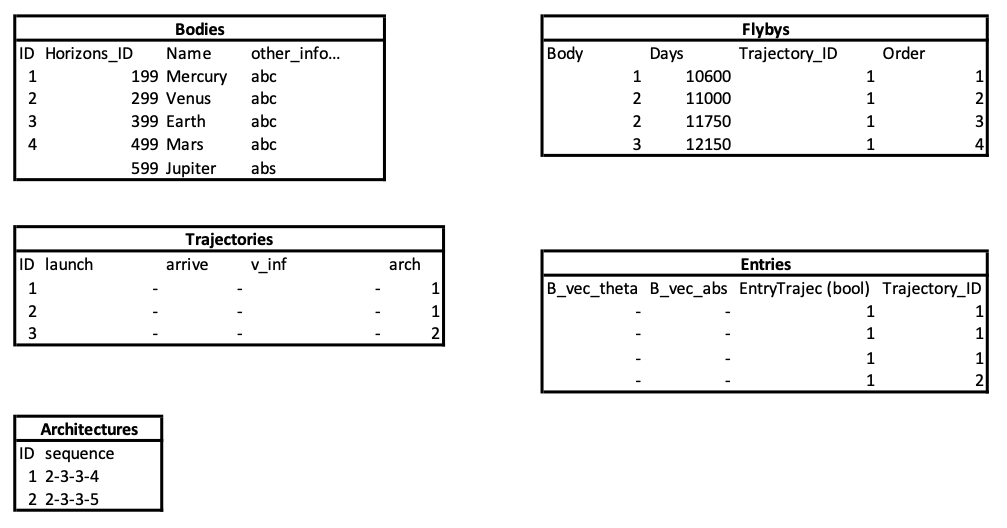 Bodies
ID Horizons_ID Name other_info...
1 199 Mercury abc
2 299 Venus abc
3 399 Earth abc
4 499 Mars abc
599 Jupiter abs
Flybys
Body Days Trajectory_ID Order
1 10600 1 1
2 11000 1 2
2 11750 1 3
3 12150 1 4
Trajectories
ID launch arrive v_inf arch
1 - - - 1
2 - - - 1
3 - - - 2
Entries
B_vec_theta B_vec_abs EntryTrajec (bool) Trajectory_ID
- - 1 1
- - 1 1
- - 1 1
- - 1 2
Architectures
ID sequence
1 2-3-3-4
2 2-3-3-5